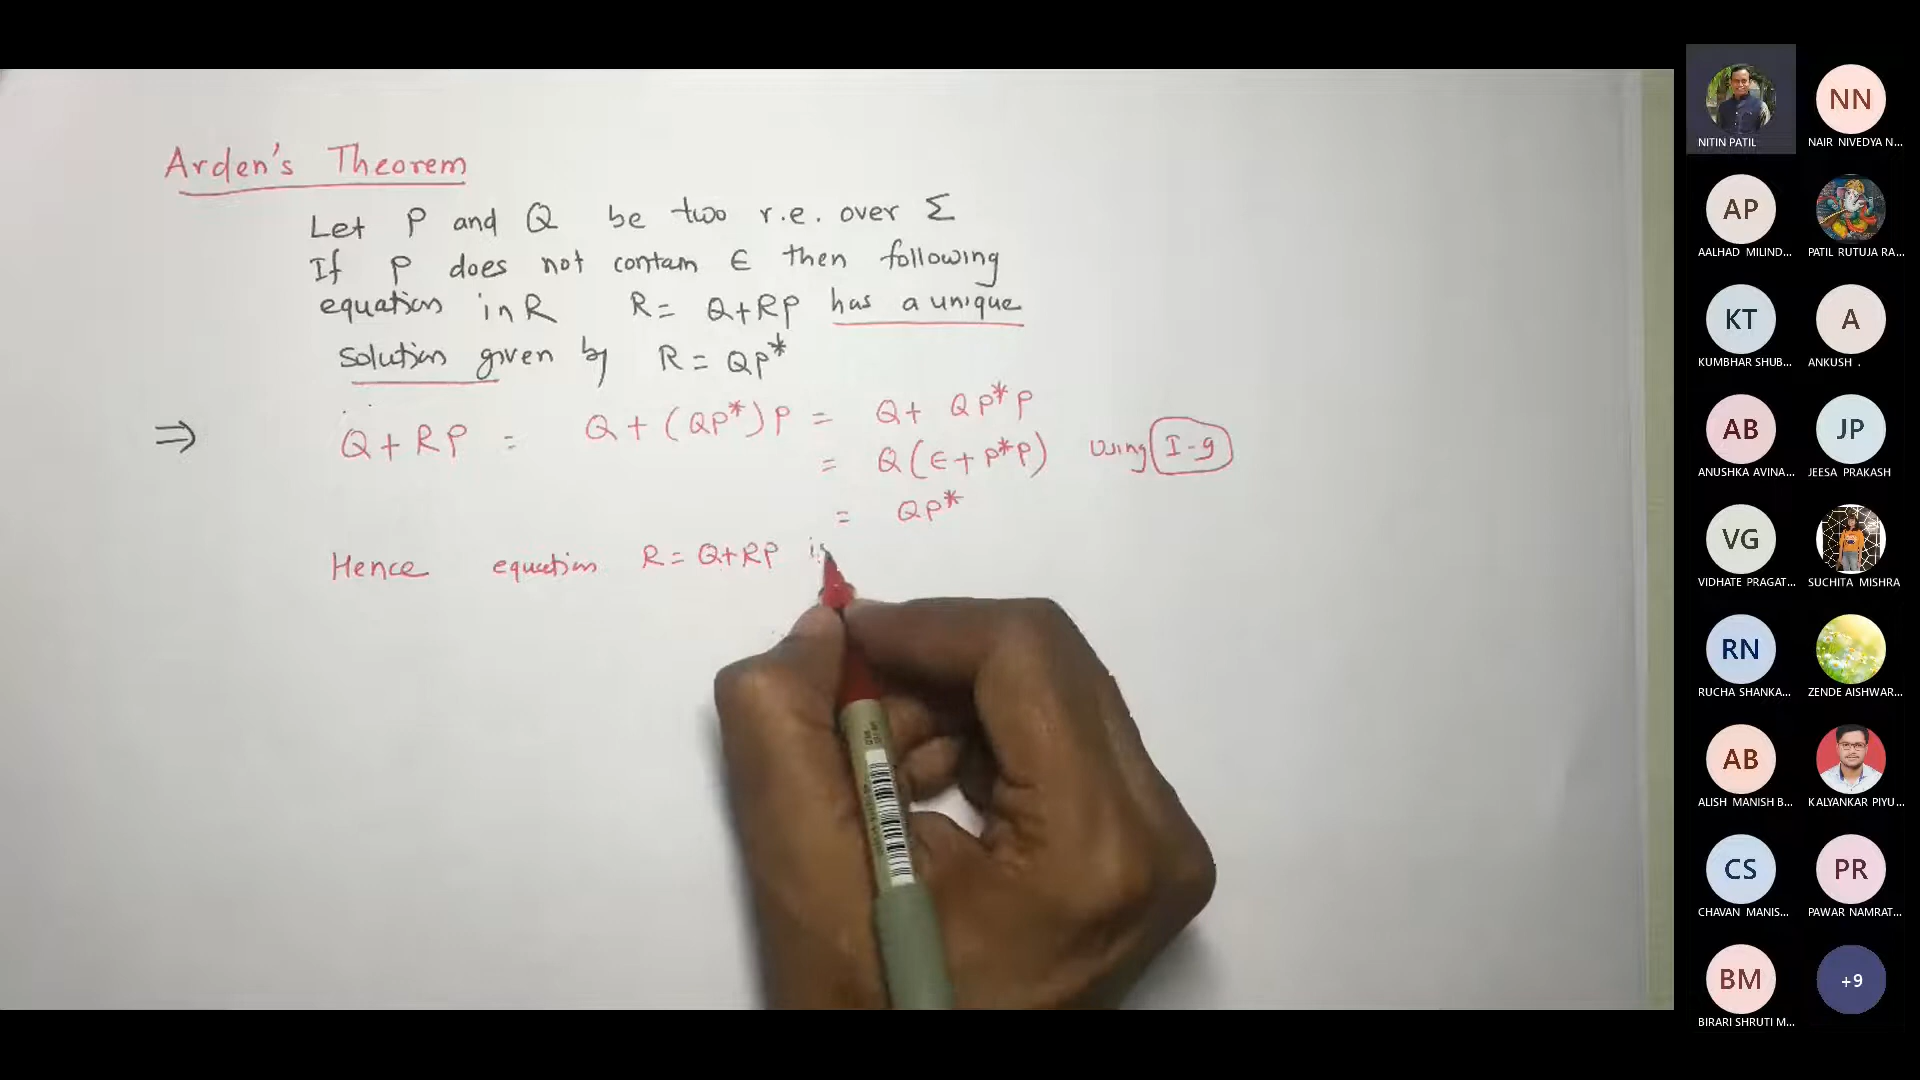 Arden's Theorem
Let P and Q be two r.e. over Σ
If P does not contain ϵ then following
equation in R R = Q+RP has a unique
solution given by R = QP*
⇒ Q + RP = Q + (QP*)P = Q + QP*P
= Q(ϵ + P*P) Using I-9
= QP*
Hence equation R = Q+RP is
NITIN PATIL
NN
NAIR NIVEDYA N...
AP
AALHAD MILIND...
PATIL RUTUJA RA...
KT
KUMBHAR SHUB...
A
ANKUSH .
AB
ANUSHKA AVINA...
JP
JEESA PRAKASH
VG
VIDHATE PRAGAT...
SUCHITA MISHRA
RN
RUCHA SHANKA...
ZENDE AISHWAR...
AB
ALISH MANISH B...
KALYANKAR PIYU...
CS
CHAVAN MANIS...
PR
PAWAR NAMRAT...
BM
BIRARI SHRUTI M...
+9